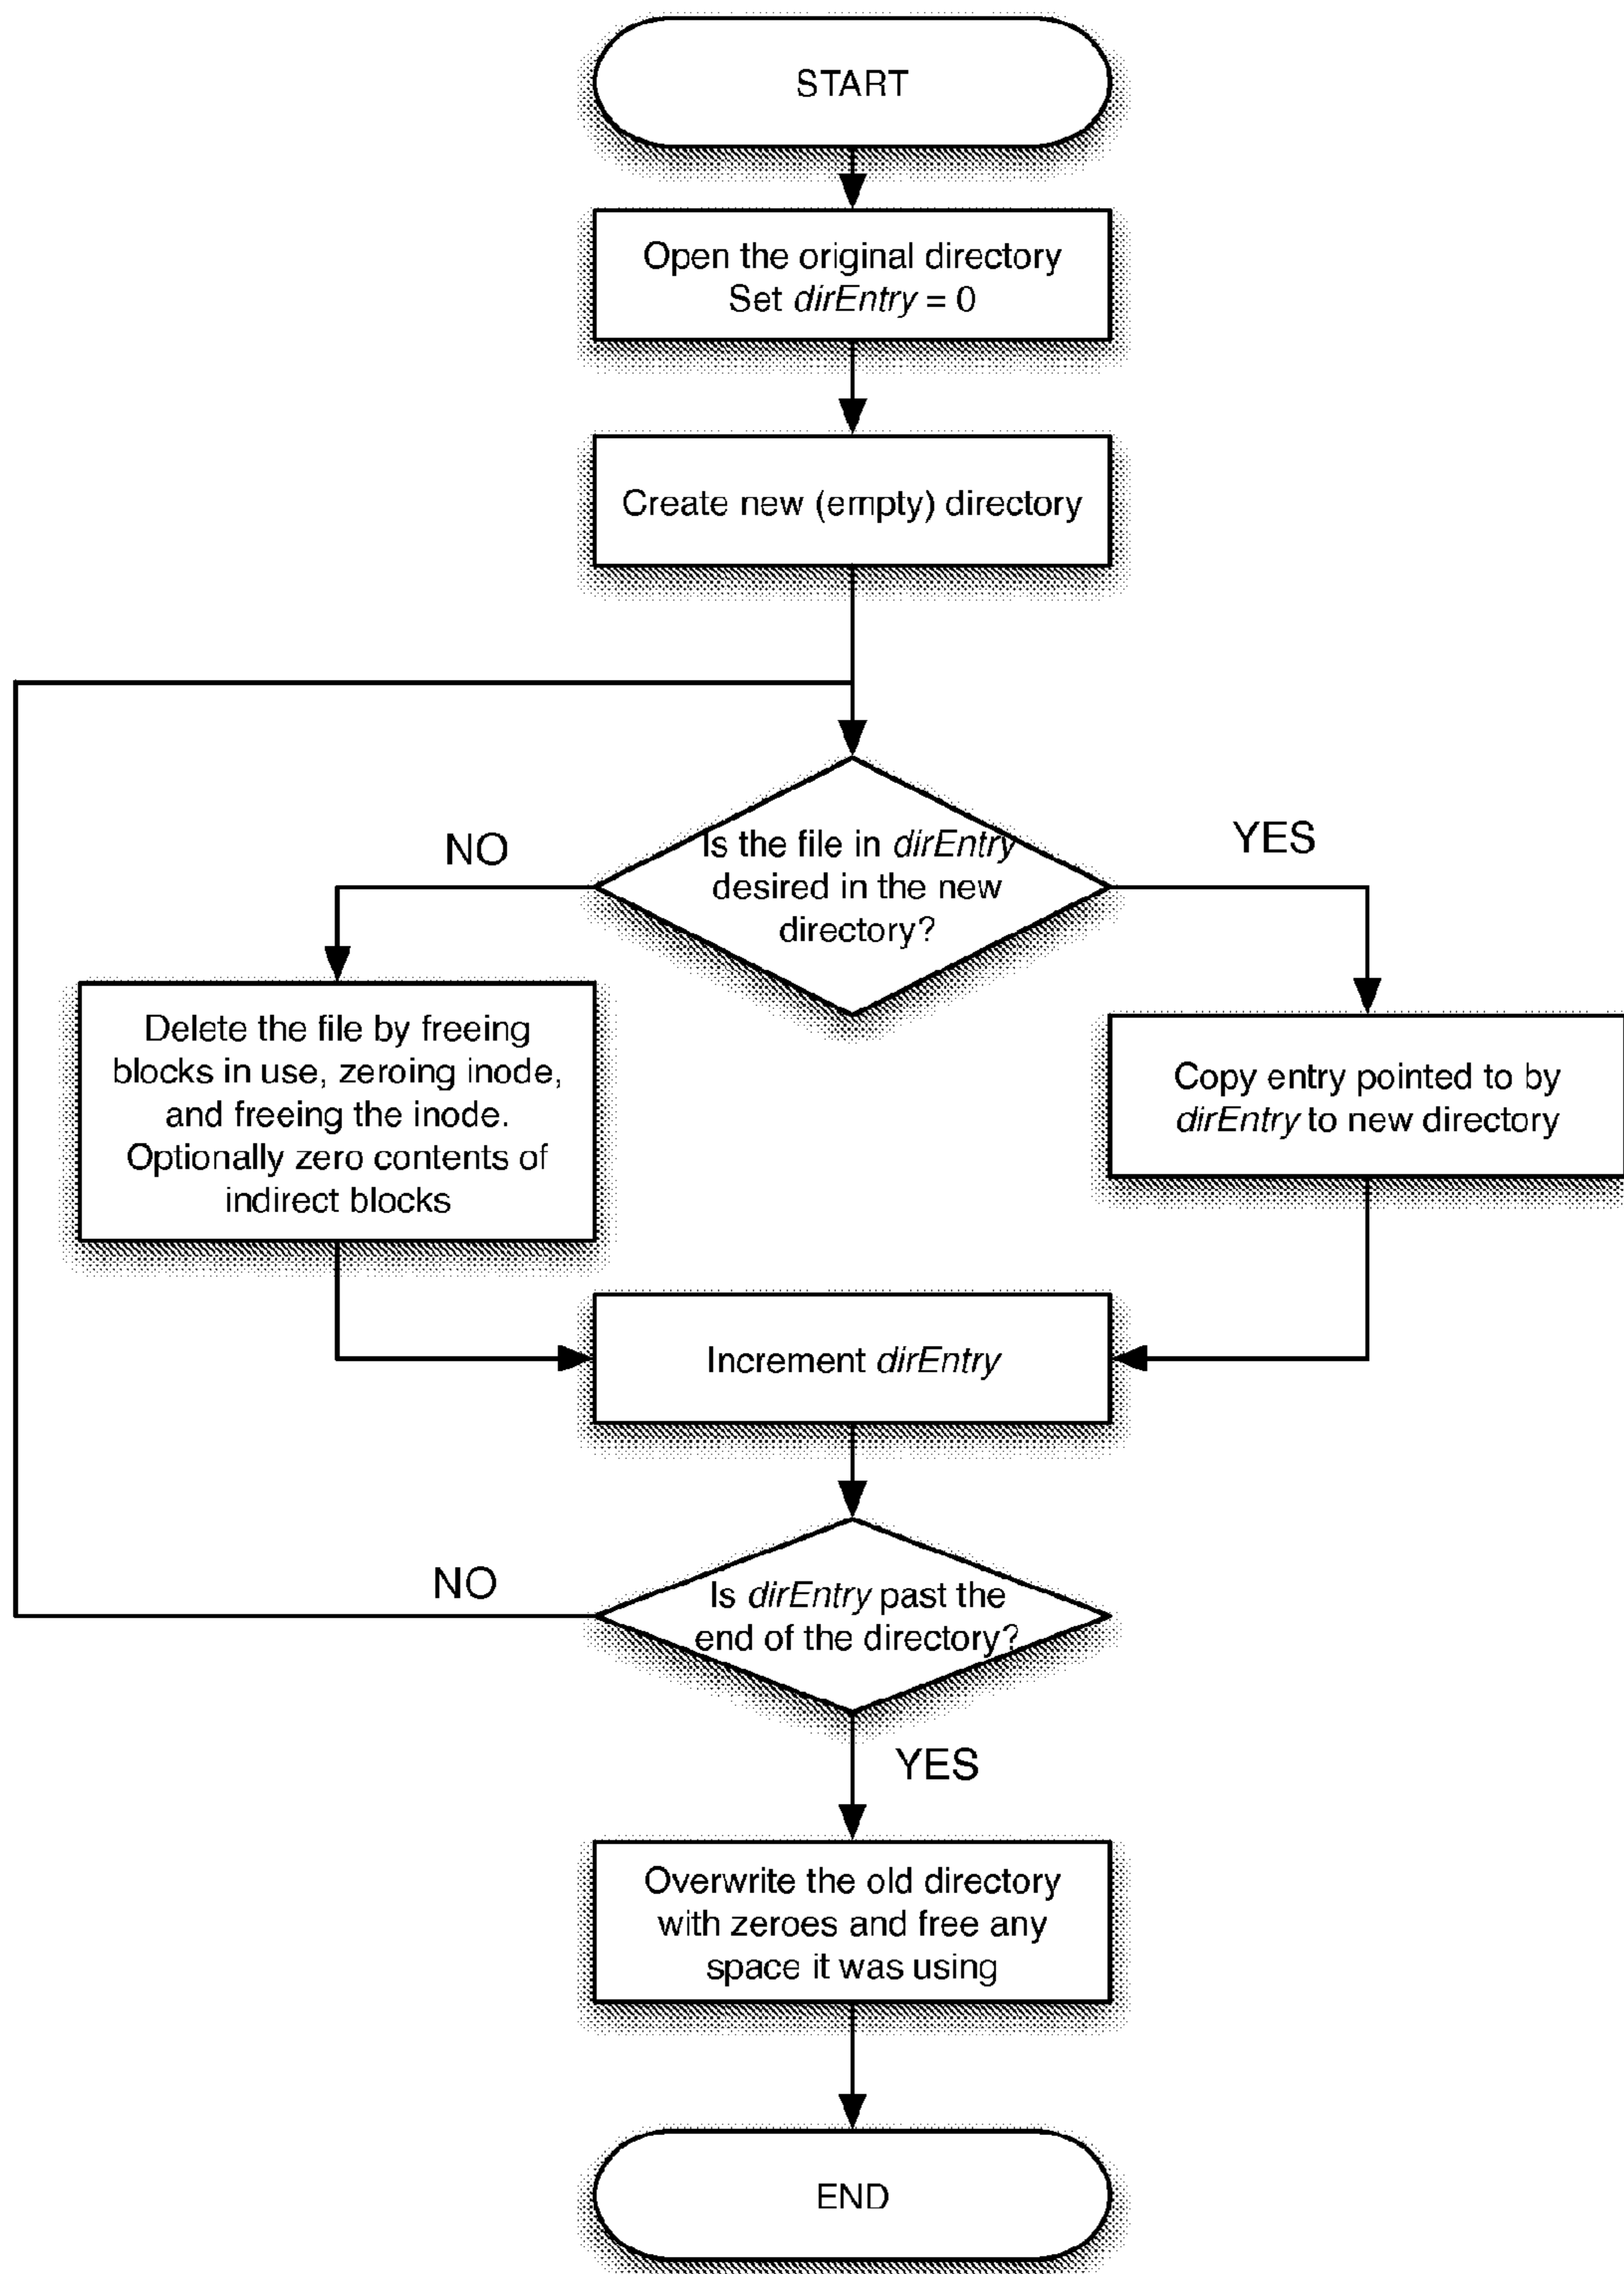 START
Open the original directory
Set dirEntry = 0
Create new (empty) directory
NO
YES
Is the file in dirEntry
desired in the new
directory?
Delete the file by freeing
blocks in use, zeroing inode,
and freeing the inode.
Optionally zero contents of
indirect blocks
Copy entry pointed to by
dirEntry to new directory
Increment dirEntry
NO
Is dirEntry past the
end of the directory?
YES
Overwrite the old directory
with zeroes and free any
space it was using
END